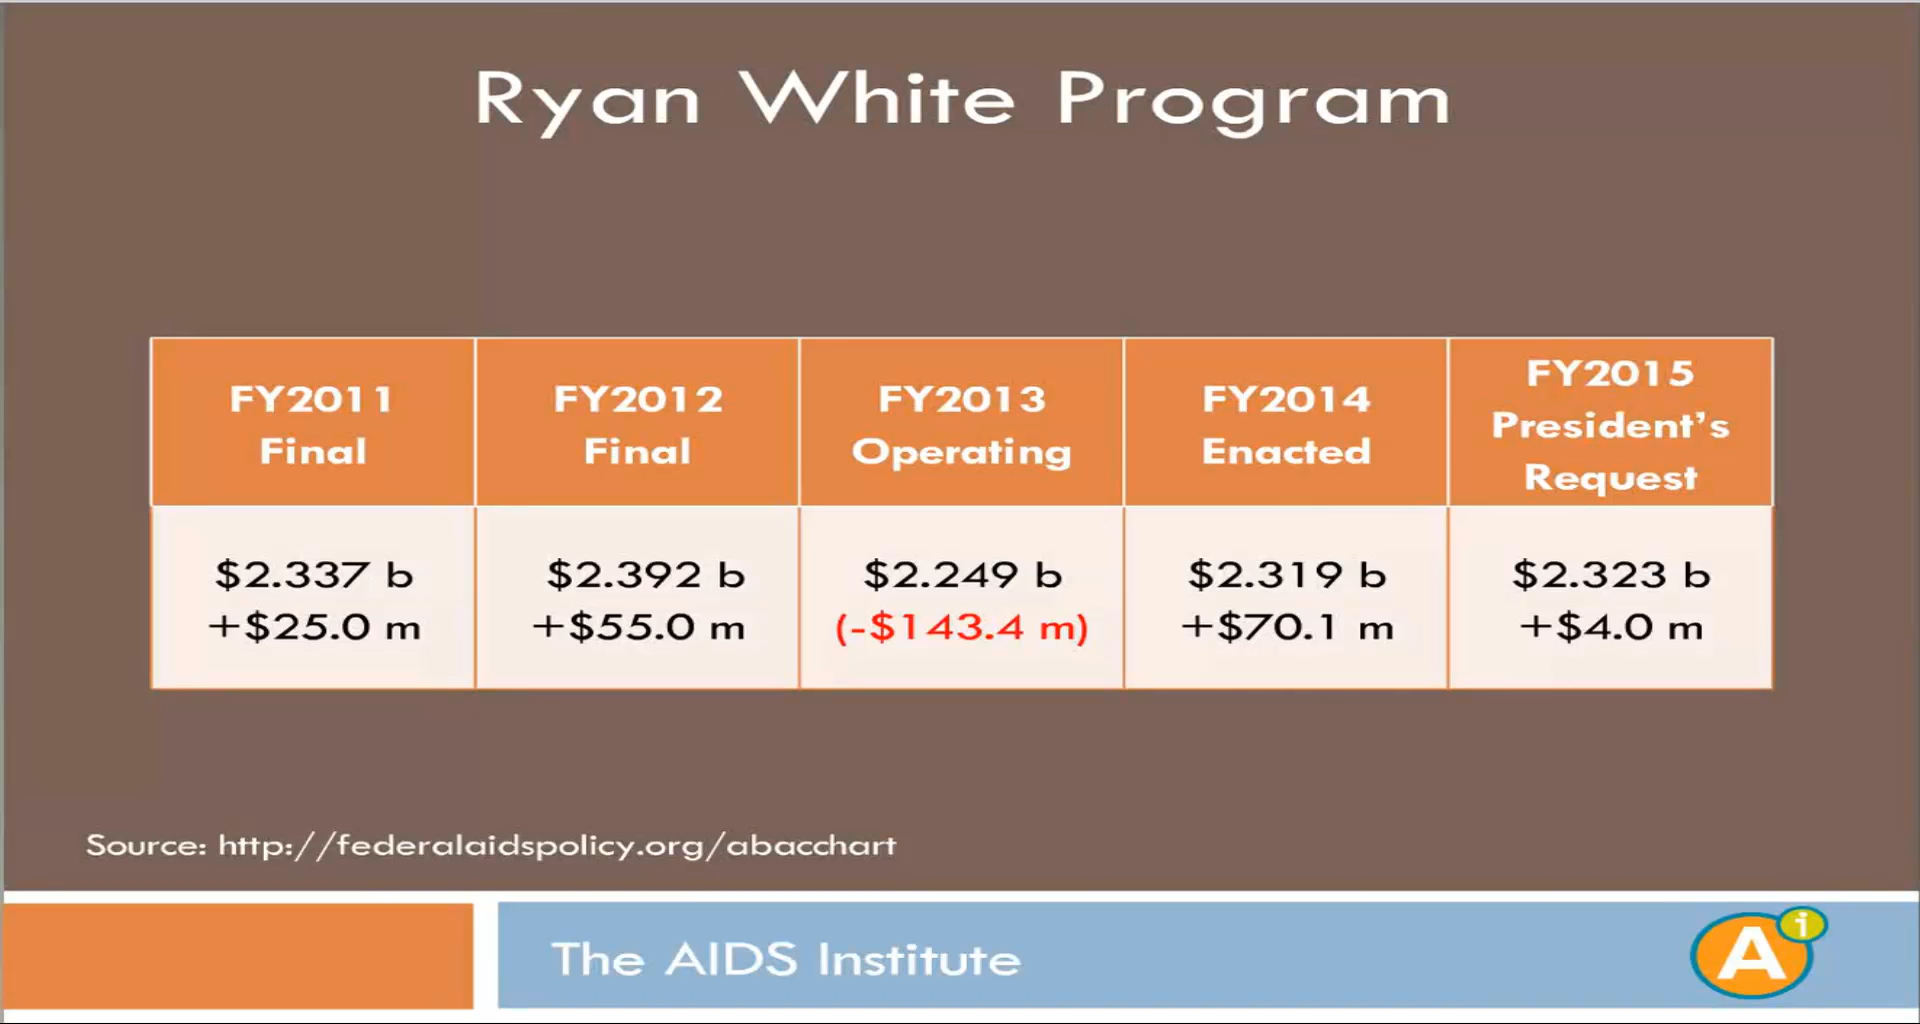 Ryan White Program
FY2011
Final
FY2012
Final
FY2013
Operating
FY2014
Enacted
FY2015
President’s
Request
$2.337 b
+$25.0 m
$2.392 b
+$55.0 m
$2.249 b
(-$143.4 m)
$2.319 b
+$70.1 m
$2.323 b
+$4.0 m
Source: http://federalaidspolicy.org/abacchart
The AIDS Institute
A i